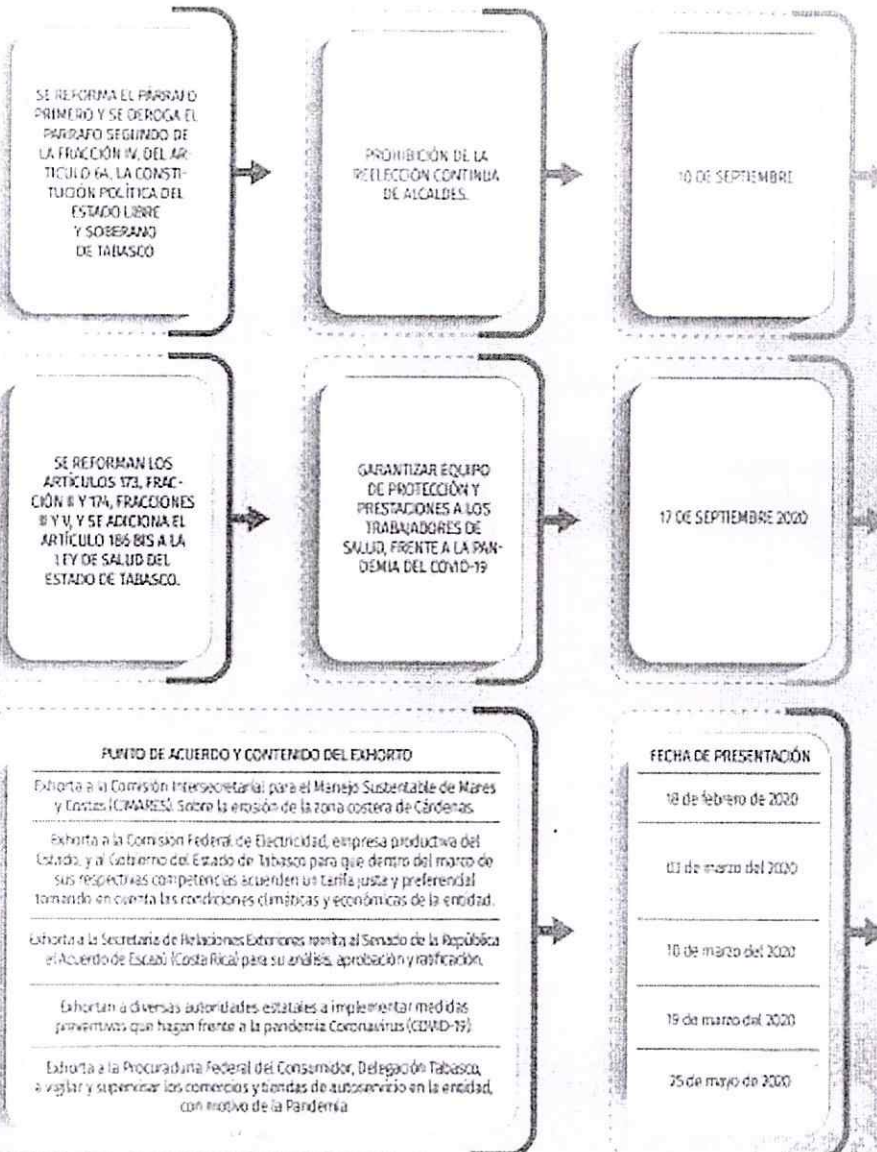 SE REFORMA EL PÁRRAFO
PRIMERO Y SE DEROGA EL
PÁRRAFO SEGUNDO DE
LA FRACCIÓN IV, DEL AR-
TÍCULO 64, LA CONSTI-
TUCIÓN POLÍTICA DEL
ESTADO LIBRE
Y SOBERANO
DE TABASCO
PROHIBICIÓN DE LA
REELECCIÓN CONTINUA
DE ALCALDES.
10 DE SEPTIEMBRE
SE REFORMAN LOS
ARTÍCULOS 173, FRAC-
CIÓN II Y 174, FRACCIONES
II Y V, Y SE ADICIONA EL
ARTÍCULO 186 BIS A LA
LEY DE SALUD DEL
ESTADO DE TABASCO.
GARANTIZAR EQUIPO
DE PROTECCIÓN Y
PRESTACIONES A LOS
TRABAJADORES DE
SALUD, FRENTE A LA PAN-
DEMIA DEL COVID-19
17 DE SEPTIEMBRE 2020
PUNTO DE ACUERDO Y CONTENIDO DEL EXHORTO
FECHA DE PRESENTACIÓN
Exhorta a la Comisión Intersecretarial para el Manejo Sustentable de Mares
y Costas (CIMARES). Sobre la erosión de la zona costera de Cárdenas.
18 de febrero de 2020
Exhorta a la Comisión Federal de Electricidad, empresa productiva del
Estado, y al Gobierno del Estado de Tabasco para que dentro del marco de
sus respectivas competencias acuerden un tarifa justa y preferencial
tomando en cuenta las condiciones climáticas y económicas de la entidad.
03 de marzo del 2020
Exhorta a la Secretaría de Relaciones Exteriores remita al Senado de la República
el Acuerdo de Escazú (Costa Rica) para su análisis, aprobación y ratificación.
10 de marzo del 2020
Exhortan a diversas autoridades estatales a implementar medidas
preventivas que hagan frente a la pandemia Coronavirus (COVID-19)
19 de marzo del 2020
Exhorta a la Procuraduría Federal del Consumidor, Delegación Tabasco,
a vigilar y supervisar los comercios y tiendas de autoservicio en la entidad,
con motivo de la Pandemia
25 de mayo de 2020